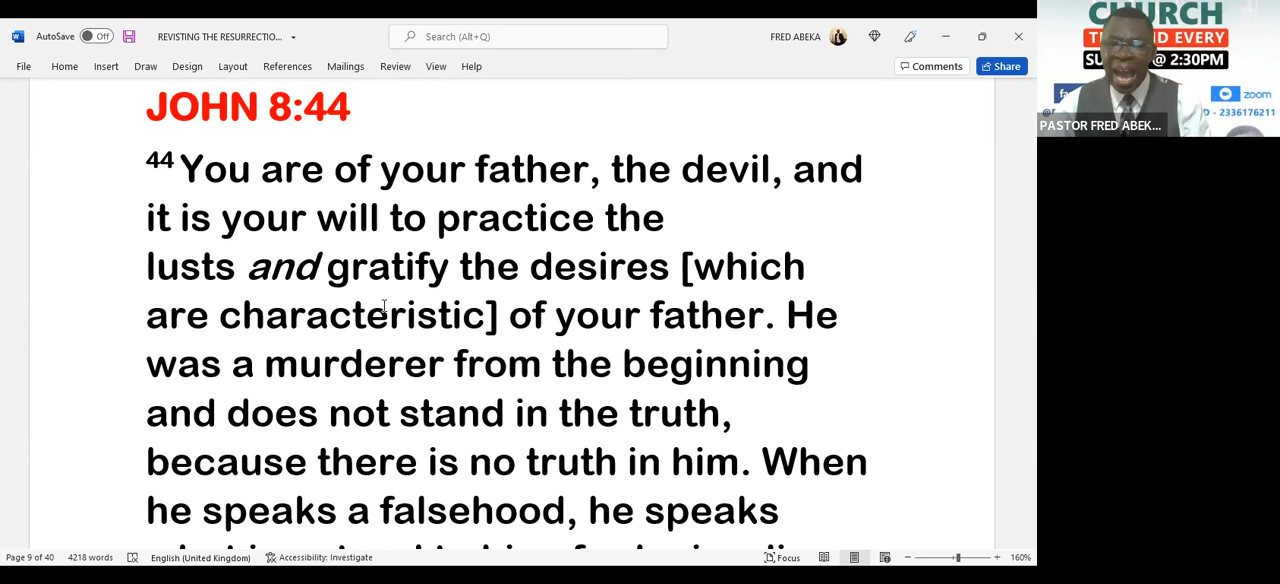 AutoSave Off REVISTING THE RESURRECTIO... Search (Alt+Q) FRED ABEKA
File Home Insert Draw Design Layout References Mailings Review View Help Comments Share
CHURCH
EVERY
@ 2:30PM
zoom
- 2336176211
PASTOR FRED ABEK...
JOHN 8:44
44 You are of your father, the devil, and
it is your will to practice the
lusts and gratify the desires [which
are characteristic] of your father. He
was a murderer from the beginning
and does not stand in the truth,
because there is no truth in him. When
he speaks a falsehood, he speaks
Page 9 of 40 4218 words English (United Kingdom) Accessibility: Investigate Focus 160%